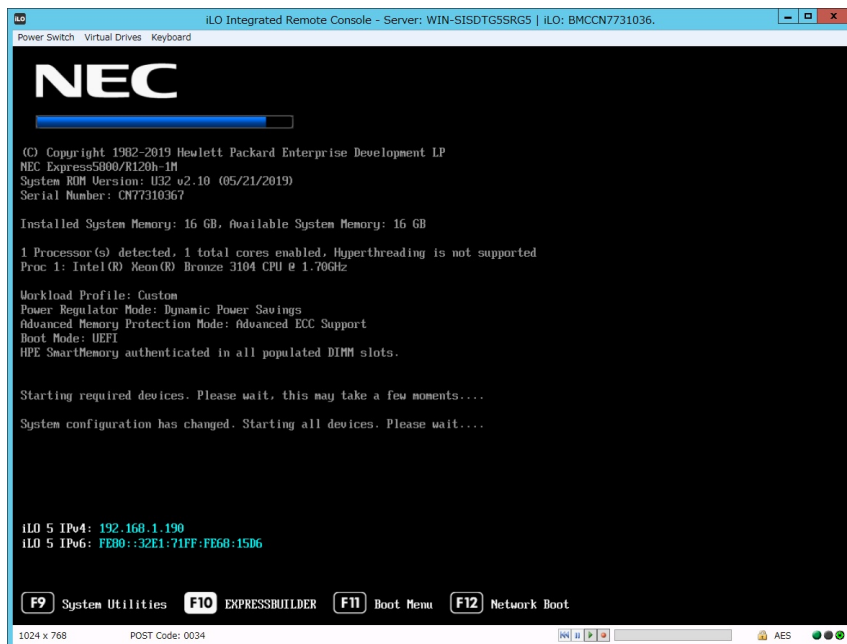 iLO
iLO Integrated Remote Console - Server: WIN-SISDTG5SRG5 | iLO: BMCCN7731036.
Power Switch Virtual Drives Keyboard
NEC
(C) Copyright 1982-2019 Hewlett Packard Enterprise Development LP
NEC Express5800/R120h-1M
System ROM Version: U32 v2.10 (05/21/2019)
Serial Number: CN77310367
Installed System Memory: 16 GB, Available System Memory: 16 GB
1 Processor(s) detected, 1 total cores enabled, Hyperthreading is not supported
Proc 1: Intel(R) Xeon(R) Bronze 3104 CPU @ 1.70GHz
Workload Profile: Custom
Power Regulator Mode: Dynamic Power Savings
Advanced Memory Protection Mode: Advanced ECC Support
Boot Mode: UEFI
HPE SmartMemory authenticated in all populated DIMM slots.
Starting required devices. Please wait, this may take a few moments....
System configuration has changed. Starting all devices. Please wait....
iLO 5 IPv4: 192.168.1.190
iLO 5 IPv6: FE80::32E1:71FF:FE68:15D6
F9 System Utilities F10 EXPRESSBUILDER F11 Boot Menu F12 Network Boot
1024 x 768 POST Code: 0034 AES